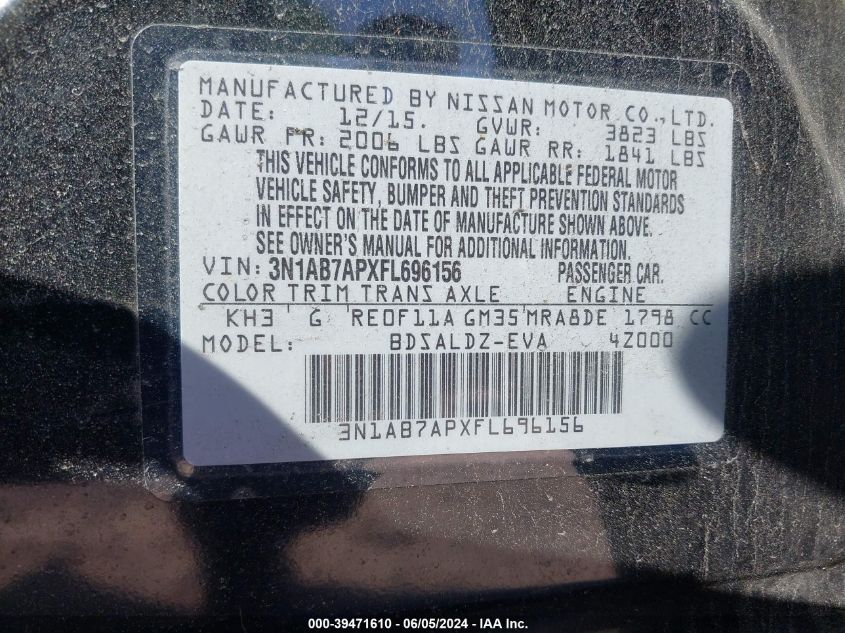 MANUFACTURED BY NISSAN MOTOR CO., LTD.
DATE: 12/15. GVWR: 3823 LBS
GAWR FR: 2006 LBS GAWR RR: 1841 LBS
THIS VEHICLE CONFORMS TO ALL APPLICABLE FEDERAL MOTOR
VEHICLE SAFETY, BUMPER AND THEFT PREVENTION STANDARDS
IN EFFECT ON THE DATE OF MANUFACTURE SHOWN ABOVE.
SEE OWNER'S MANUAL FOR ADDITIONAL INFORMATION.
VIN: 3N1AB7APXFL696156 PASSENGER CAR.
COLOR TRIM TRANS AXLE ENGINE
KH3 G RE0F11A GM35 MRA8DE 1798 CC
MODEL: BDSALDZ-EVA 4Z000
3N1AB7APXFL696156
000-39471610 - 06/05/2024 - IAA Inc.